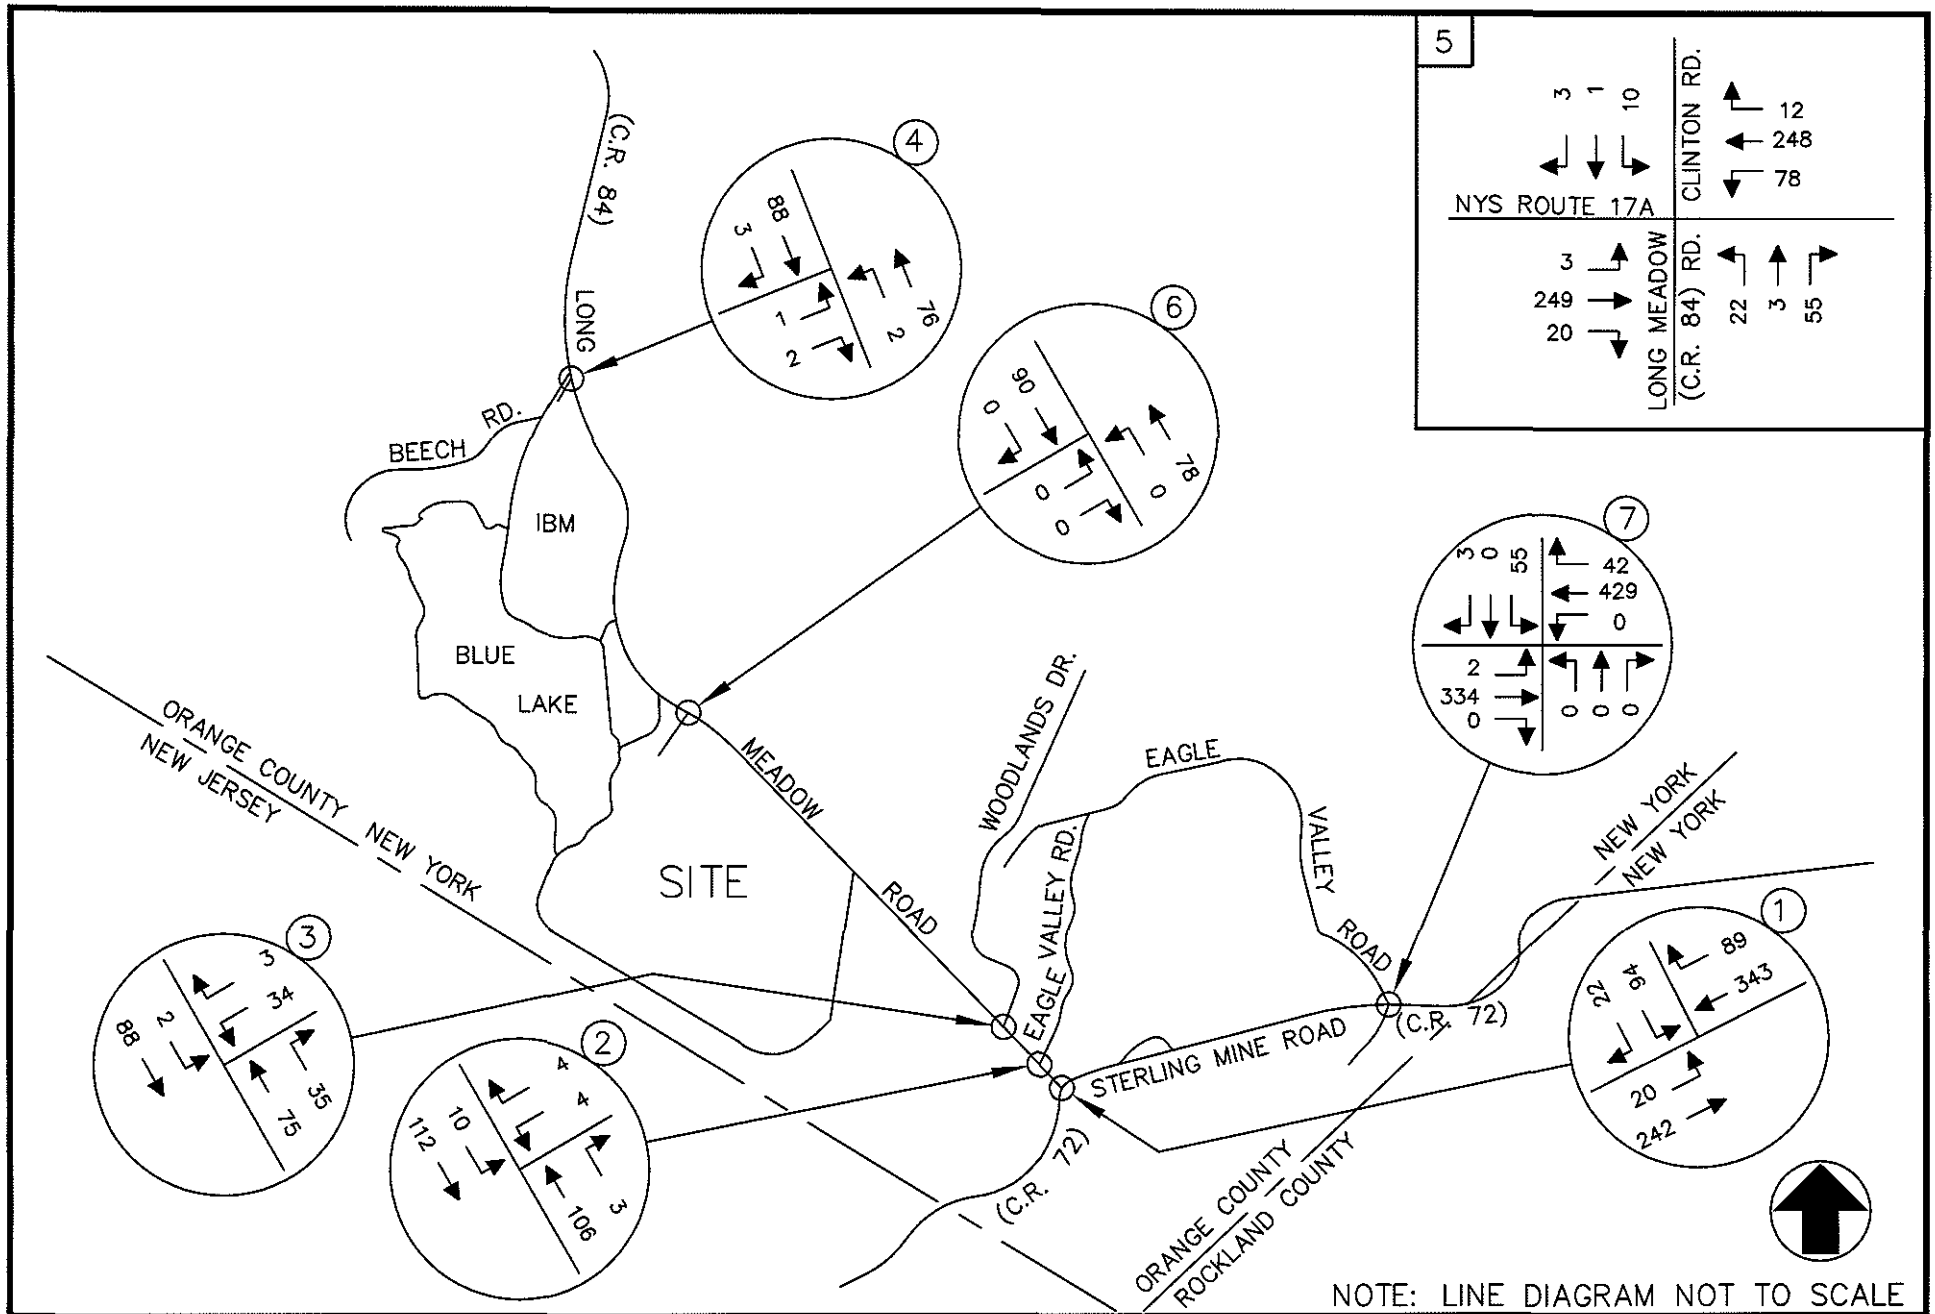 5
3
1
10
CLINTON RD.
12
248
78
NYS ROUTE 17A
3
249
20
LONG MEADOW
(C.R. 84) RD.
22
3
55
(C.R. 84)
4
3
88
1
2
76
2
LONG
6
0
90
0
0
78
0
BEECH RD.
IBM
BLUE
LAKE
7
3
0
55
42
429
0
2
334
0
0
0
0
ORANGE COUNTY NEW YORK
NEW JERSEY
MEADOW
ROAD
SITE
WOODLANDS DR.
EAGLE
VALLEY
ROAD
EAGLE VALLEY RD.
NEW YORK
NEW YORK
3
88
2
3
34
35
75
2
112
10
4
4
3
106
STERLING MINE ROAD
(C.R. 72)
(C.R. 72)
1
22
94
89
343
20
242
ORANGE COUNTY
ROCKLAND COUNTY
NOTE: LINE DIAGRAM NOT TO SCALE